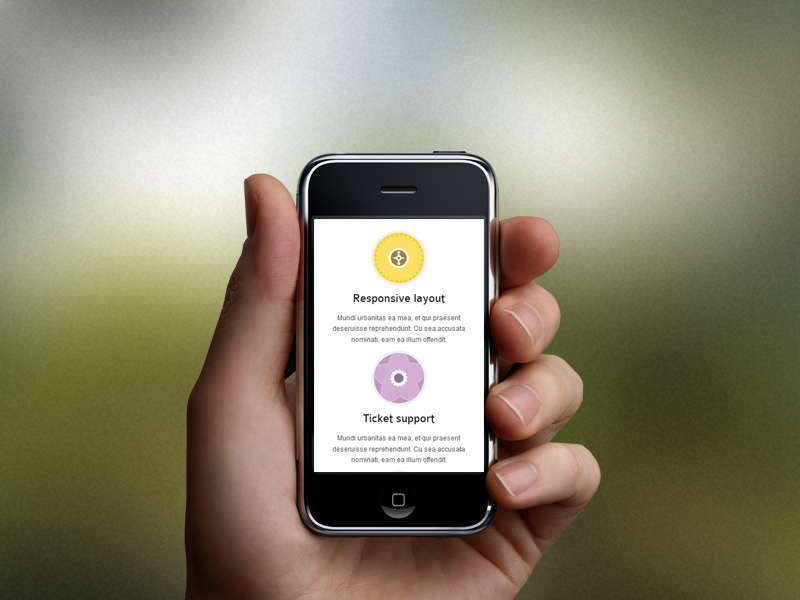 Responsive layout
Mundi urbanitas ea mea, et qui praesent
deseruisse reprehendunt. Cu sea accusata
nominati, eam ea illum offendit.
Ticket support
Mundi urbanitas ea mea, et qui praesent
deseruisse reprehendunt. Cu sea accusata
nominati, eam ea illum offendit.